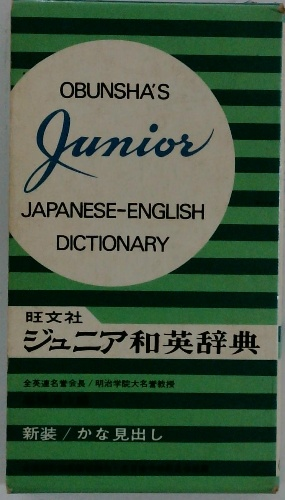 OBUNSHA'S
Junior
JAPANESE-ENGLISH
DICTIONARY
旺文社
ジュニア和英辞典
全英連名誉会長/明治学院大名誉教授
新装/かな見出し